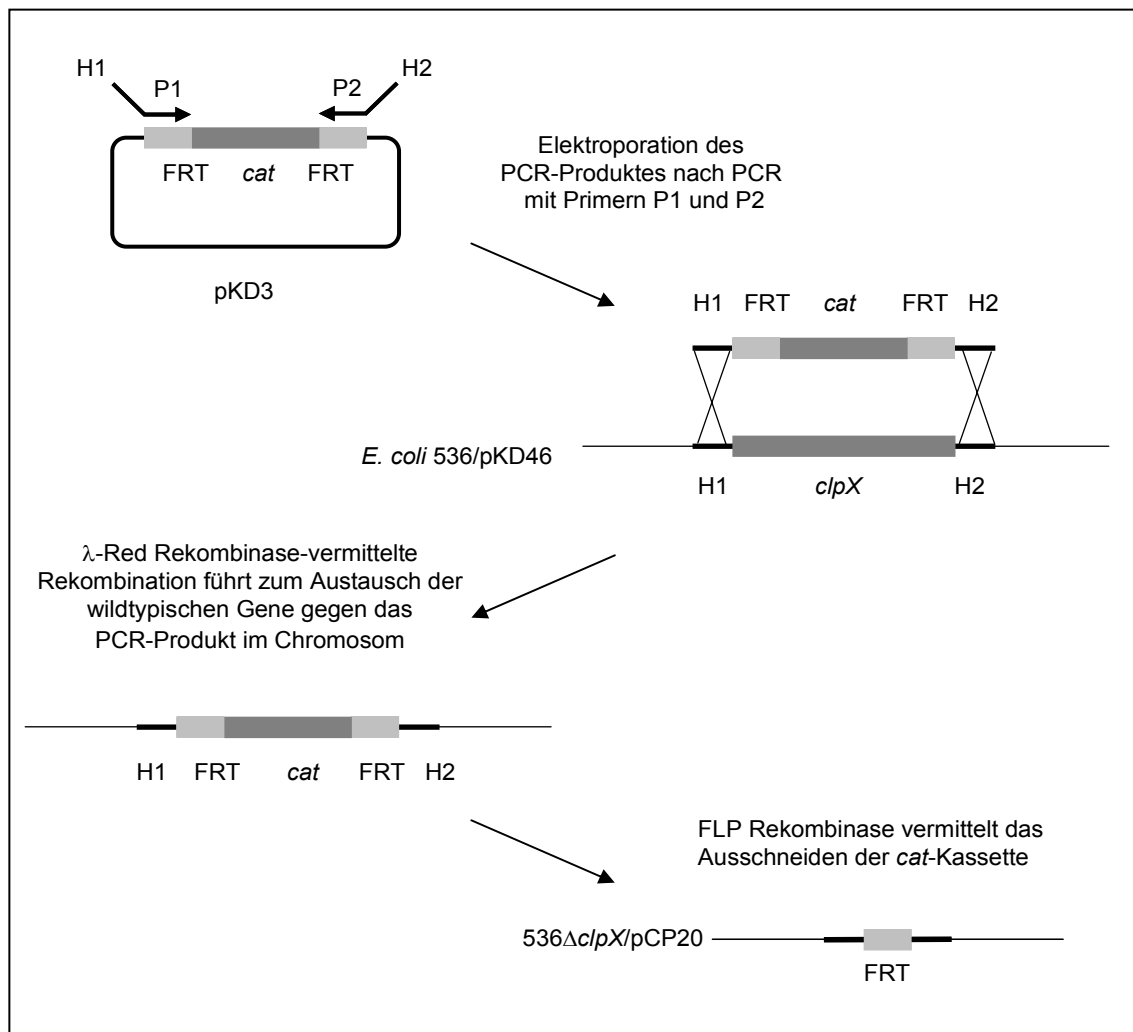 H1 H2
P1 P2
FRT cat FRT
pKD3
Elektroporation des
PCR-Produktes nach PCR
mit Primern P1 und P2
H1 FRT cat FRT H2
E. coli 536/pKD46
H1 clpX H2
λ-Red Rekombinase-vermittelte
Rekombination führt zum Austausch der
wildtypischen Gene gegen das
PCR-Produkt im Chromosom
H1 FRT cat FRT H2
FLP Rekombinase vermittelt das
Ausschneiden der cat-Kassette
536ΔclpX/pCP20
FRT